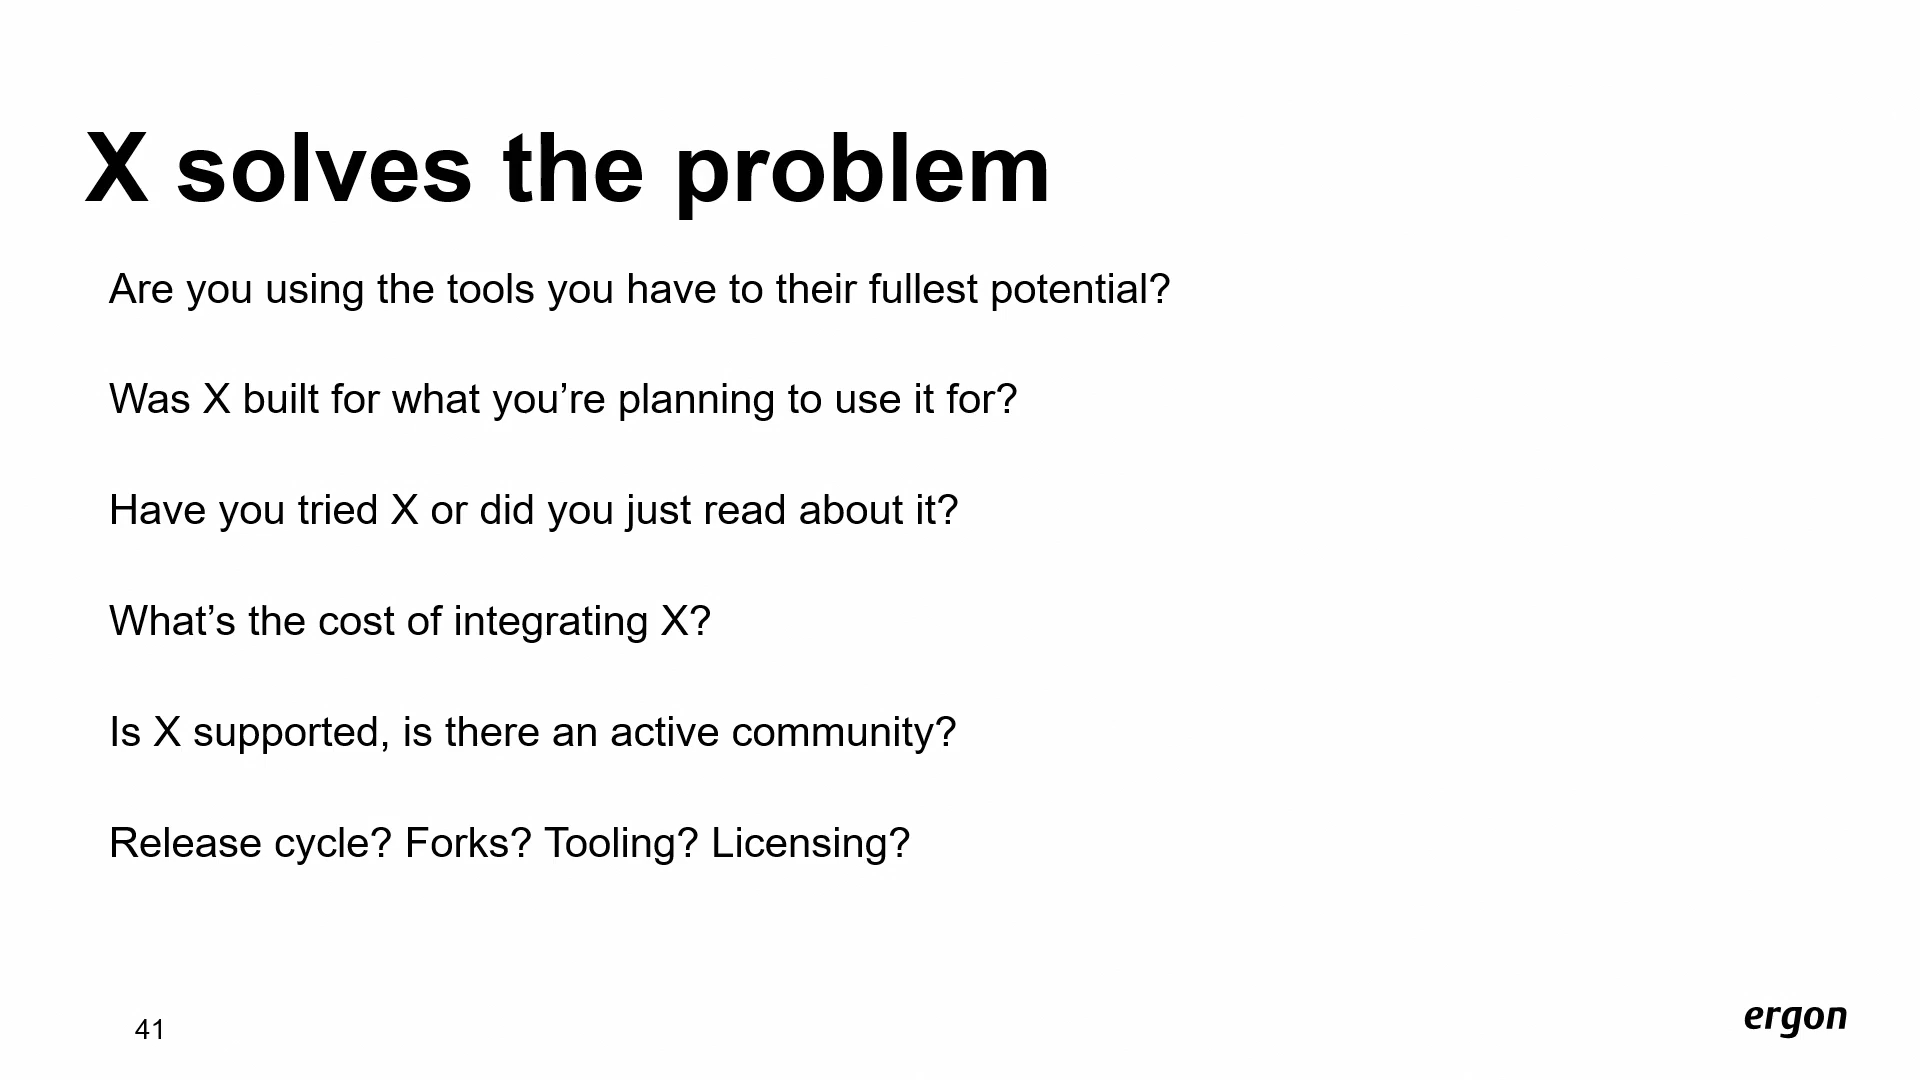 X solves the problem
Are you using the tools you have to their fullest potential?
Was X built for what you’re planning to use it for?
Have you tried X or did you just read about it?
What’s the cost of integrating X?
Is X supported, is there an active community?
Release cycle? Forks? Tooling? Licensing?
41
ergon